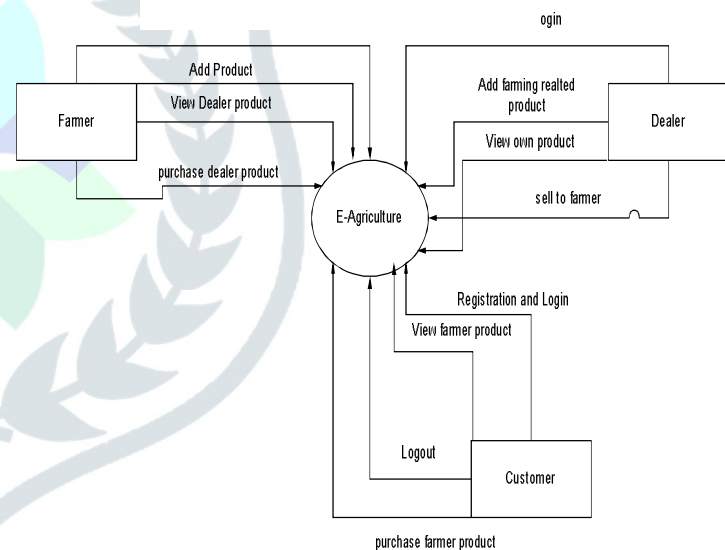 ogin
Add Product
View Dealer product
Farmer
purchase dealer product
Add farming realted
product
Dealer
View own product
sell to farmer
E-Agriculture
Registration and Login
View farmer product
Logout
Customer
purchase farmer product